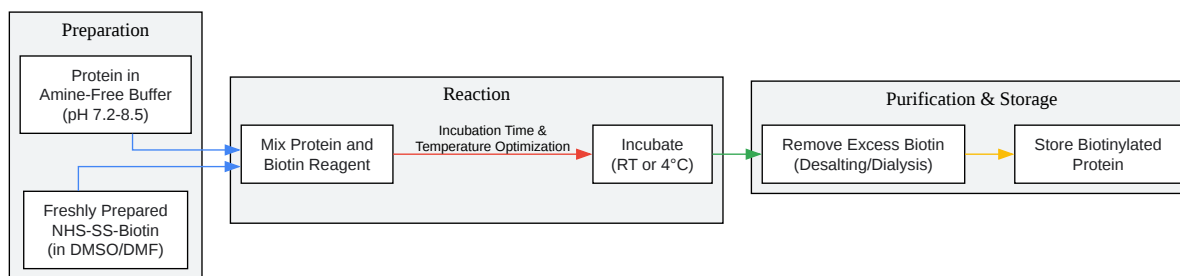 Preparation
Protein in
Amine-Free Buffer
(pH 7.2-8.5)
Freshly Prepared
NHS-SS-Biotin
(in DMSO/DMF)
Reaction
Mix Protein and
Biotin Reagent
Incubation Time &
Temperature Optimization
Incubate
(RT or 4°C)
Purification & Storage
Remove Excess Biotin
(Desalting/Dialysis)
Store Biotinylated
Protein